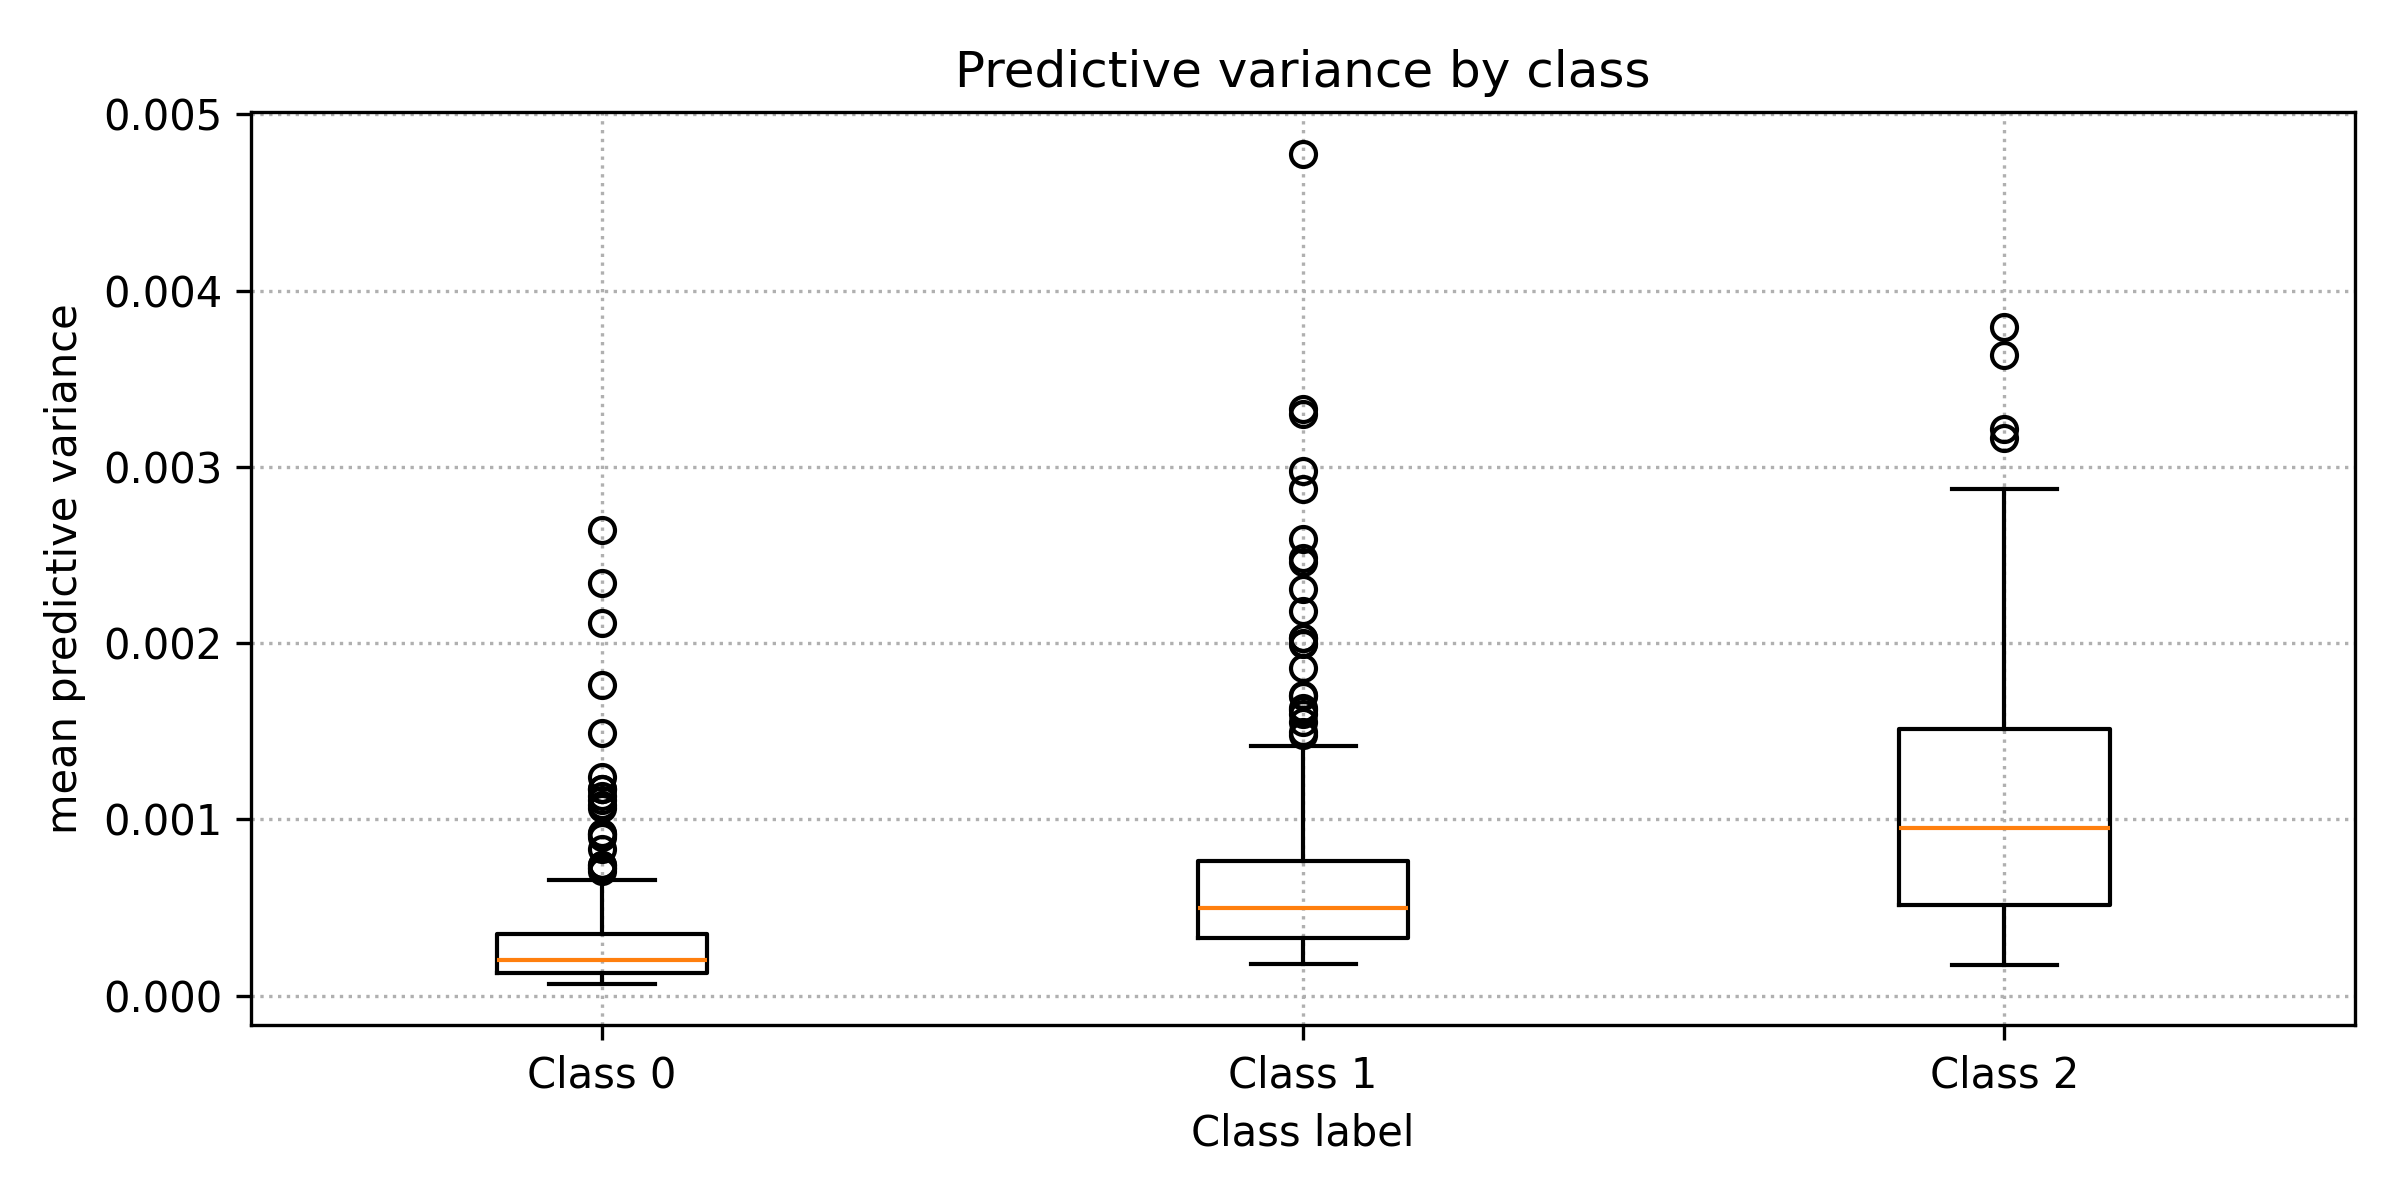 Predictive variance by class
0.005
0.004
0.003
0.002
0.001
0.000
mean predictive variance
Class 0
Class 1
Class 2
Class label